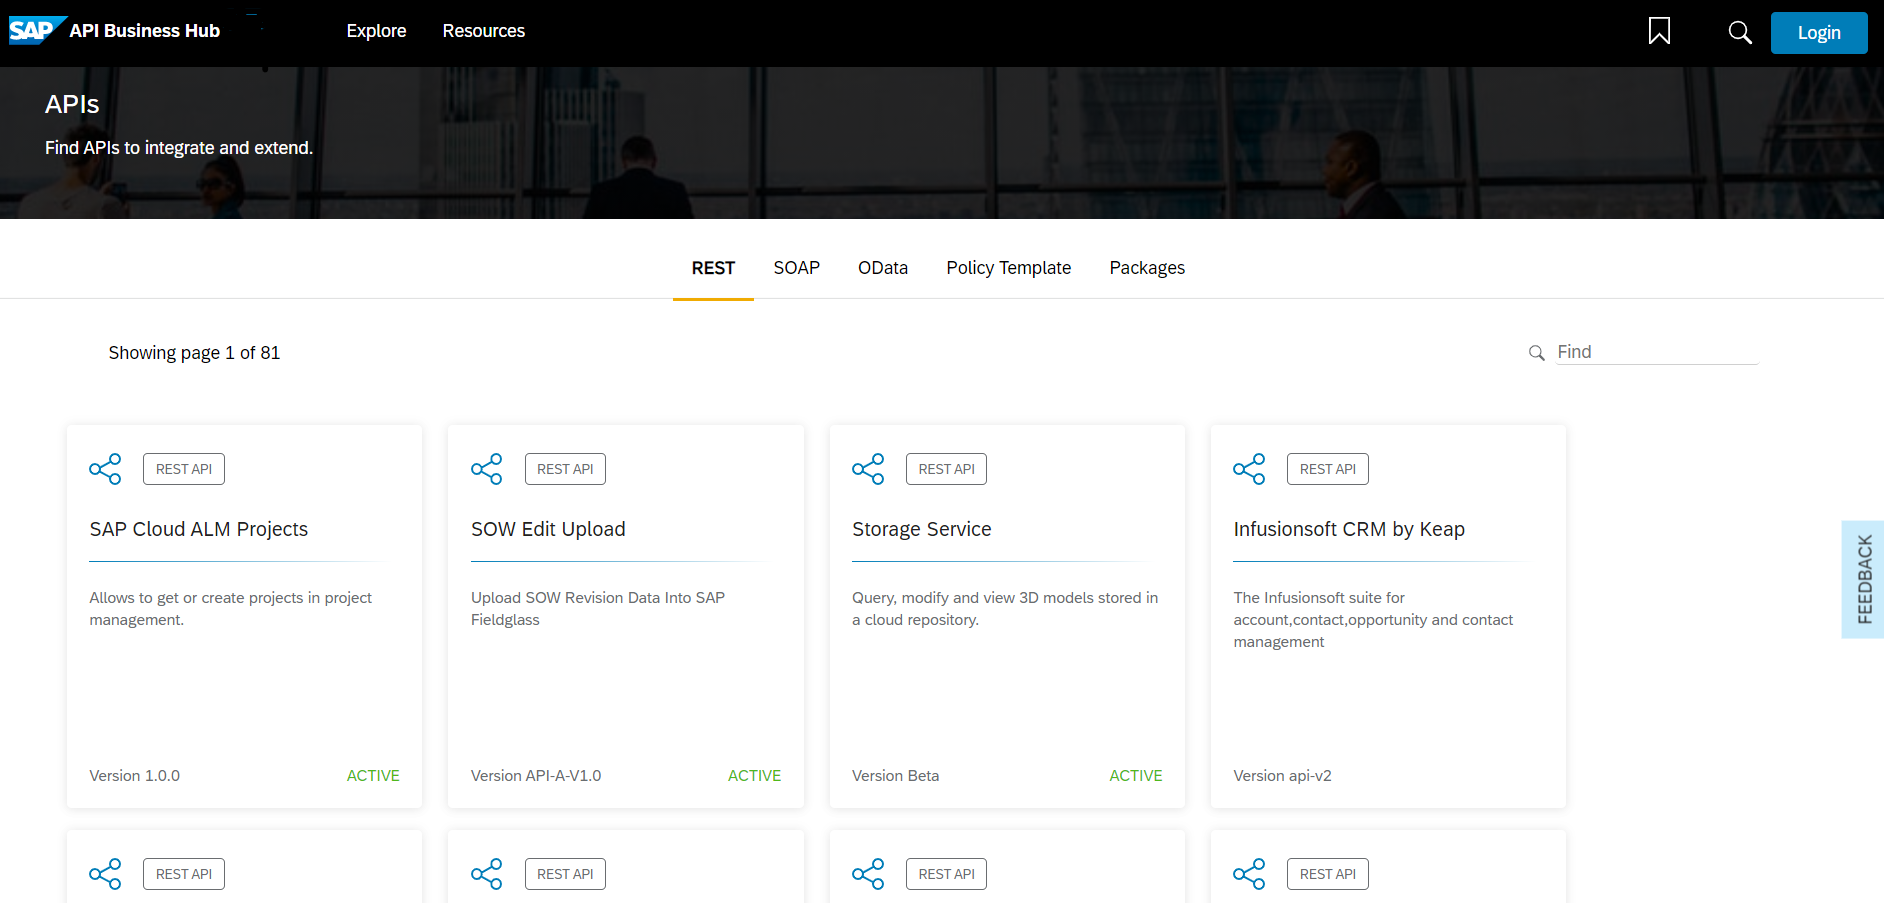 SAP API Business Hub Explore Resources Login
APIs
Find APIs to integrate and extend.
REST SOAP OData Policy Template Packages
Showing page 1 of 81 Find
REST API REST API REST API REST API
SAP Cloud ALM Projects
Allows to get or create projects in project
management.
Version 1.0.0 ACTIVE
SOW Edit Upload
Upload SOW Revision Data Into SAP
Fieldglass
Version API-A-V1.0 ACTIVE
Storage Service
Query, modify and view 3D models stored in
a cloud repository.
Version Beta ACTIVE
Infusionsoft CRM by Keap
The Infusionsoft suite for
account,contact,opportunity and contact
management
Version api-v2
FEEDBACK
REST API REST API REST API REST API